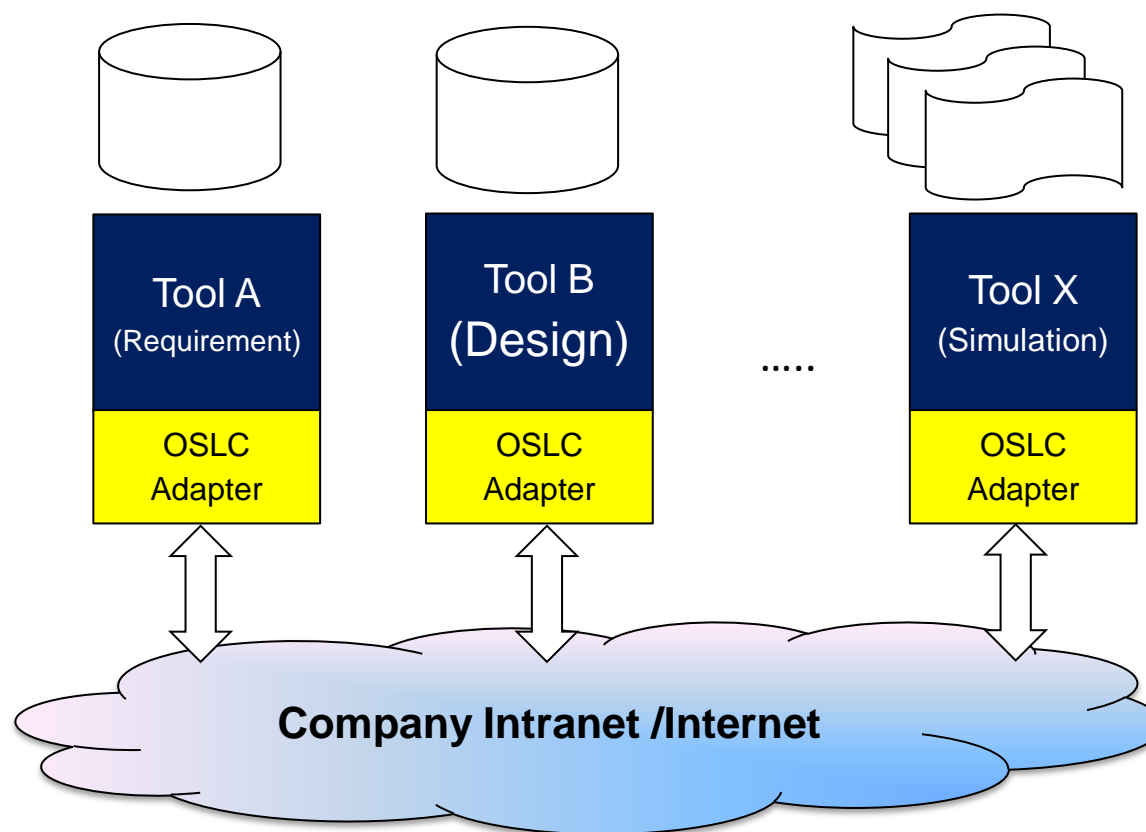 Tool A
(Requirement)
OSLC
Adapter
Tool B
(Design)
OSLC
Adapter
.....
Tool X
(Simulation)
OSLC
Adapter
Company Intranet /Internet